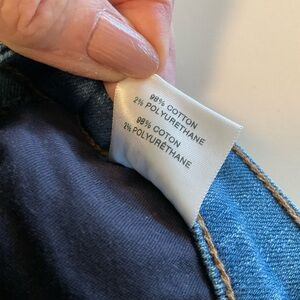 98% COTTON
2% POLYURETHANE
98% COTON
2% POLYURÉTHANE